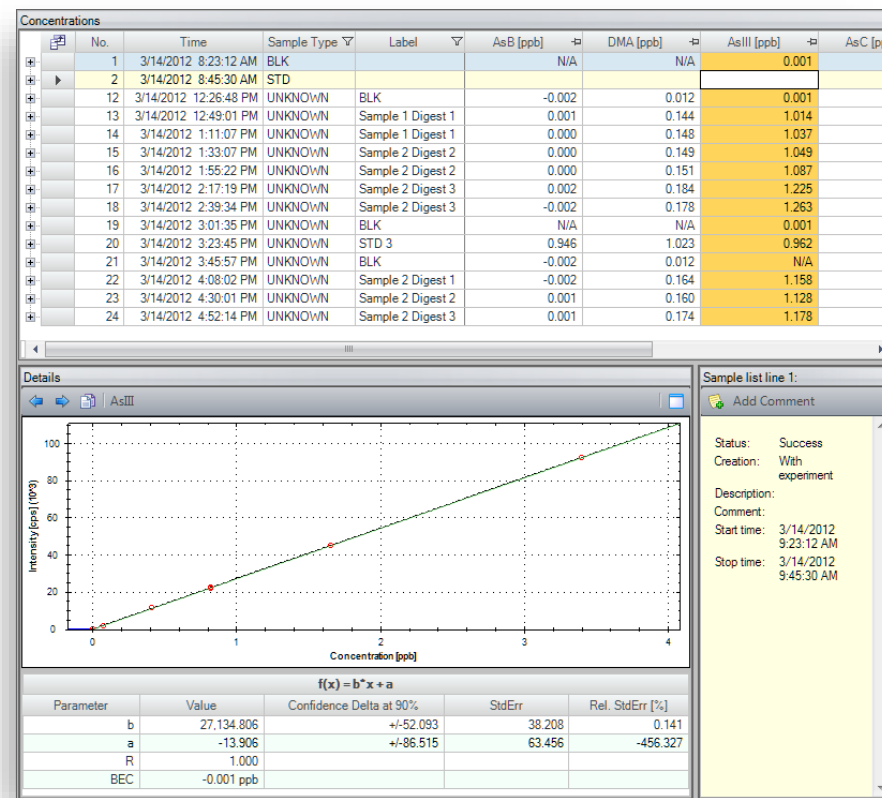 Concentrations
No. Time Sample Type Label AsB [ppb] DMA [ppb] AsIII [ppb] AsC [p
1 3/14/2012 8:23:12 AM BLK N/A N/A 0.001
2 3/14/2012 8:45:30 AM STD
12 3/14/2012 12:26:48 PM UNKNOWN BLK -0.002 0.012 0.001
13 3/14/2012 12:49:01 PM UNKNOWN Sample 1 Digest 1 0.001 0.144 1.014
14 3/14/2012 1:11:07 PM UNKNOWN Sample 1 Digest 1 0.000 0.148 1.037
15 3/14/2012 1:33:07 PM UNKNOWN Sample 2 Digest 2 0.000 0.149 1.049
16 3/14/2012 1:55:22 PM UNKNOWN Sample 2 Digest 2 0.000 0.151 1.087
17 3/14/2012 2:17:19 PM UNKNOWN Sample 2 Digest 3 0.002 0.184 1.225
18 3/14/2012 2:39:34 PM UNKNOWN Sample 2 Digest 3 -0.002 0.178 1.263
19 3/14/2012 3:01:35 PM UNKNOWN BLK N/A N/A 0.001
20 3/14/2012 3:23:45 PM UNKNOWN STD 3 0.946 1.023 0.962
21 3/14/2012 3:45:57 PM UNKNOWN BLK -0.002 0.012 N/A
22 3/14/2012 4:08:02 PM UNKNOWN Sample 2 Digest 1 -0.002 0.164 1.158
23 3/14/2012 4:30:01 PM UNKNOWN Sample 2 Digest 2 0.001 0.160 1.128
24 3/14/2012 4:52:14 PM UNKNOWN Sample 2 Digest 3 0.001 0.174 1.178
Details
AsIII
Intensity [cps] (10^3)
100
80
60
40
20
0
0 1 2 3 4
Concentration [ppb]
f(x) = b*x + a
Parameter Value Confidence Delta at 90% StdErr Rel. StdErr [%]
b 27,134.806 +/-52.093 38.208 0.141
a -13.906 +/-86.515 63.456 -456.327
R 1.000
BEC -0.001 ppb
Sample list line 1:
Add Comment
Status: Success
Creation: With
experiment
Description:
Comment:
Start time: 3/14/2012
9:23:12 AM
Stop time: 3/14/2012
9:45:30 AM